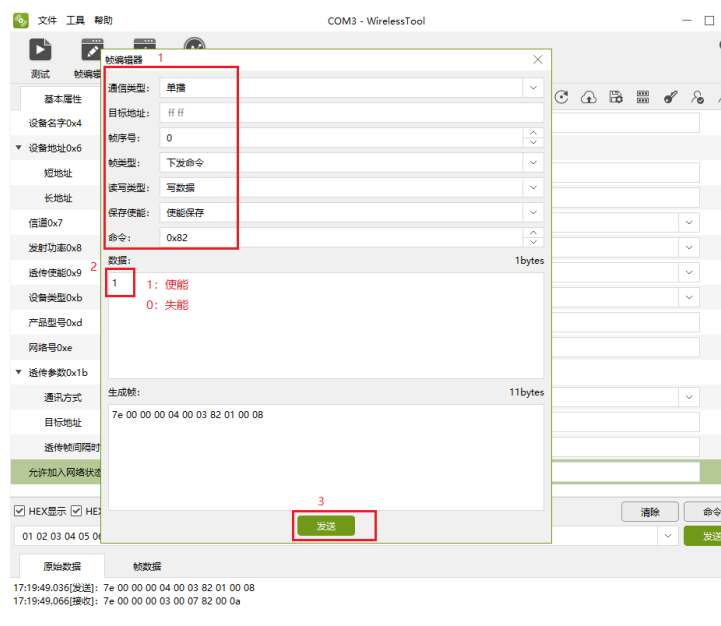 文件 工具 帮助
COM3 - WirelessTool
测试
帧编辑
帧编辑器 1
通信类型: 单播
目标地址: ff ff
帧序号: 0
帧类型: 下发命令
读写类型: 写数据
保存使能: 使能保存
命令: 0x82
数据: 1bytes
2
1
1: 使能
0: 失能
生成帧: 11bytes
7e 00 00 00 04 00 03 82 01 00 08
3
发送
基本属性
设备名字0x4
设备地址0x6
短地址
长地址
信道0x7
发射功率0x8
透传使能0x9
设备类型0xb
产品型号0xd
网络号0xe
透传参数0x1b
通讯方式
目标地址
透传帧间隔时
允许加入网络状态
HEX显示 HEX
清除
命令
01 02 03 04 05 06
发送
原始数据 帧数据
17:19:49.036[发送]: 7e 00 00 00 04 00 03 82 01 00 08
17:19:49.066[接收]: 7e 00 00 00 03 00 07 82 00 0a